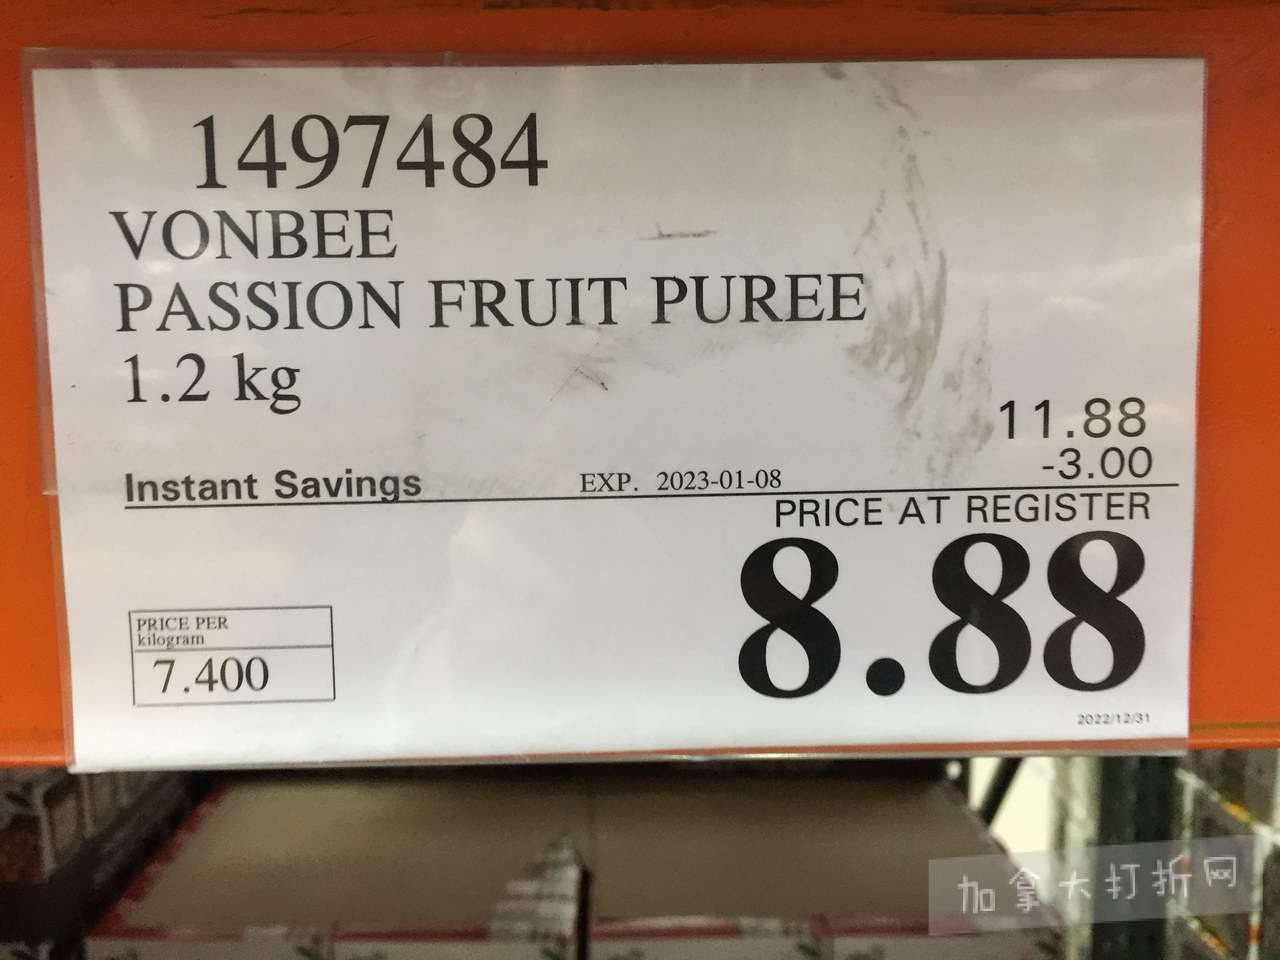 1497484
VONBEE
PASSION FRUIT PUREE
1.2 kg
11.88
-3.00
Instant Savings EXP. 2023-01-08
PRICE AT REGISTER
8.88
PRICE PER
kilogram
7.400
2022/12/31
加拿大打折网